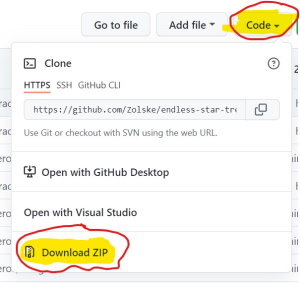 Go to file Add file Code
Clone
HTTPS SSH GitHub CLI
https://github.com/Zolske/endless-star-tre
Use Git or checkout with SVN using the web URL.
Open with GitHub Desktop
Open with Visual Studio
Download ZIP